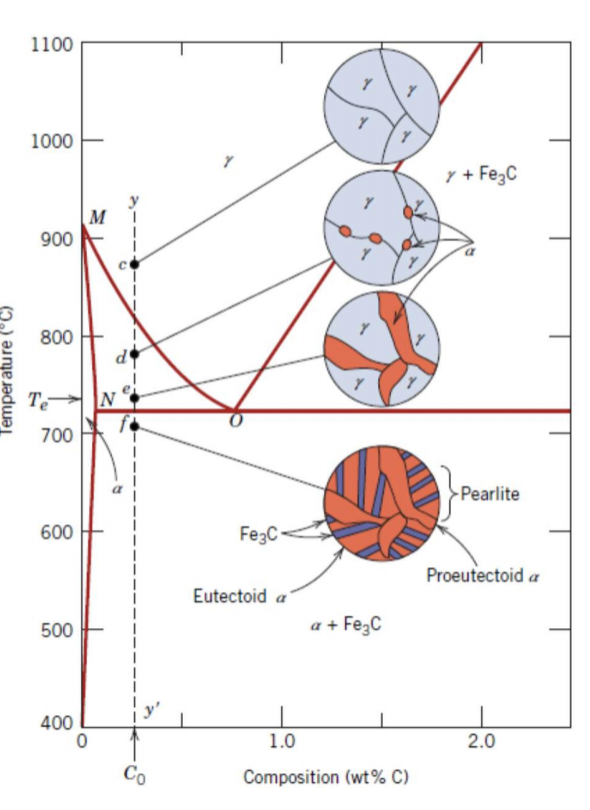 1100
1000
900
800
700
600
500
400
Temperature (°C)
0
1.0
2.0
Composition (wt% C)
C0
y
y′
M
N
O
Te
c
d
e
f
γ
γ + Fe3C
α
α + Fe3C
γ
γ
γ
γ
γ
γ
γ
γ
α
γ
γ
γ
γ
Pearlite
Fe3C
Proeutectoid α
Eutectoid α